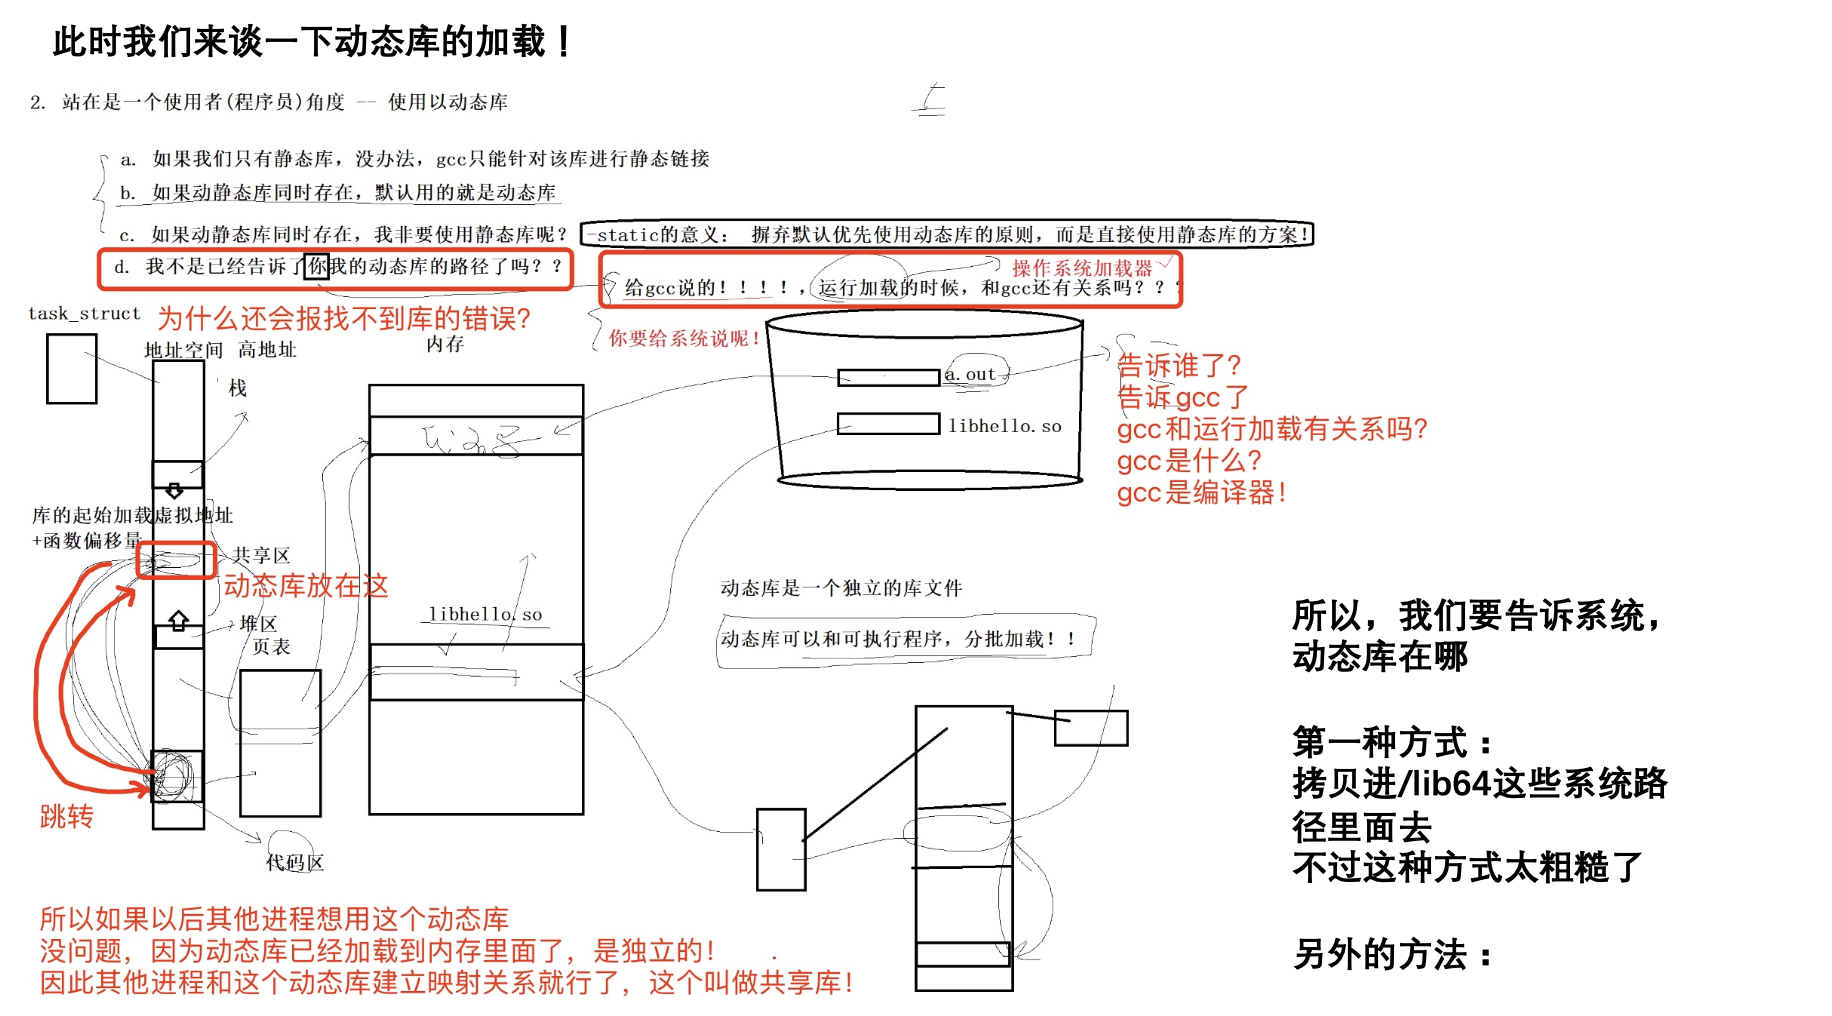 此时我们来谈一下动态库的加载！
2. 站在是一个使用者(程序员)角度 -- 使用以动态库
a. 如果我们只有静态库，没办法，gcc只能针对该库进行静态链接
b. 如果动静态库同时存在，默认用的就是动态库
c. 如果动静态库同时存在，我非要使用静态库呢？ -static的意义： 摒弃默认优先使用动态库的原则，而是直接使用静态库的方案！
d. 我不是已经告诉了你我的动态库的路径了吗？？
操作系统加载器
给gcc说的！！！！，运行加载的时候，和gcc还有关系吗？？？
task_struct
为什么还会报找不到库的错误？
你要给系统说呢！
地址空间 高地址
内存
栈
a.out
libhello.so
告诉谁了？
告诉gcc了
gcc和运行加载有关系吗？
gcc是什么？
gcc是编译器！
库的起始加载虚拟地址
+函数偏移量
共享区
动态库放在这
堆区
页表
libhello.so
动态库是一个独立的库文件
动态库可以和可执行程序，分批加载！！
跳转
代码区
所以，我们要告诉系统，
动态库在哪
第一种方式：
拷贝进/lib64这些系统路
径里面去
不过这种方式太粗糙了
另外的方法：
所以如果以后其他进程想用这个动态库
没问题，因为动态库已经加载到内存里面了，是独立的！
因此其他进程和这个动态库建立映射关系就行了，这个叫做共享库！